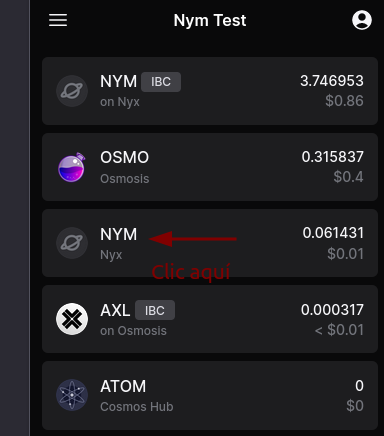 Nym Test
NYM IBC 3.746953
on Nyx $0.86
OSMO 0.315837
Osmosis $0.4
NYM 0.061431
Nyx $0.01
Clic aqui
AXL IBC 0.000317
on Osmosis < $0.01
ATOM 0
Cosmos Hub $0